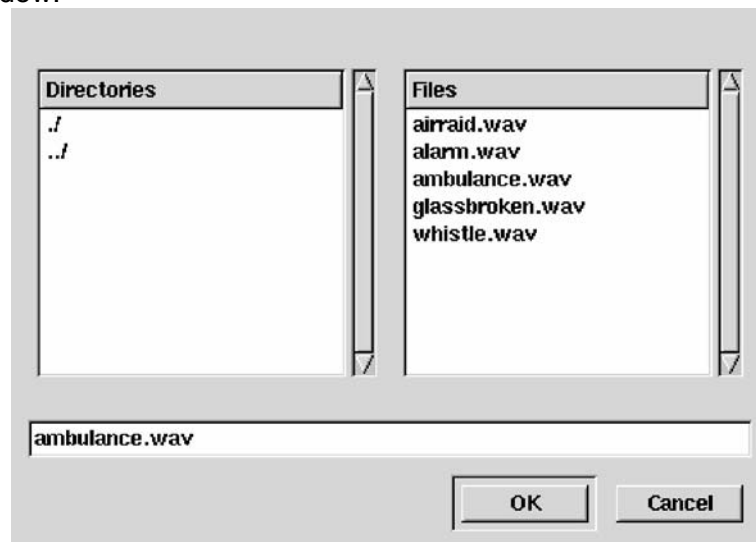 Directories
./
../
Files
airraid.wav
alarm.wav
ambulance.wav
glassbroken.wav
whistle.wav
ambulance.wav
OK
Cancel